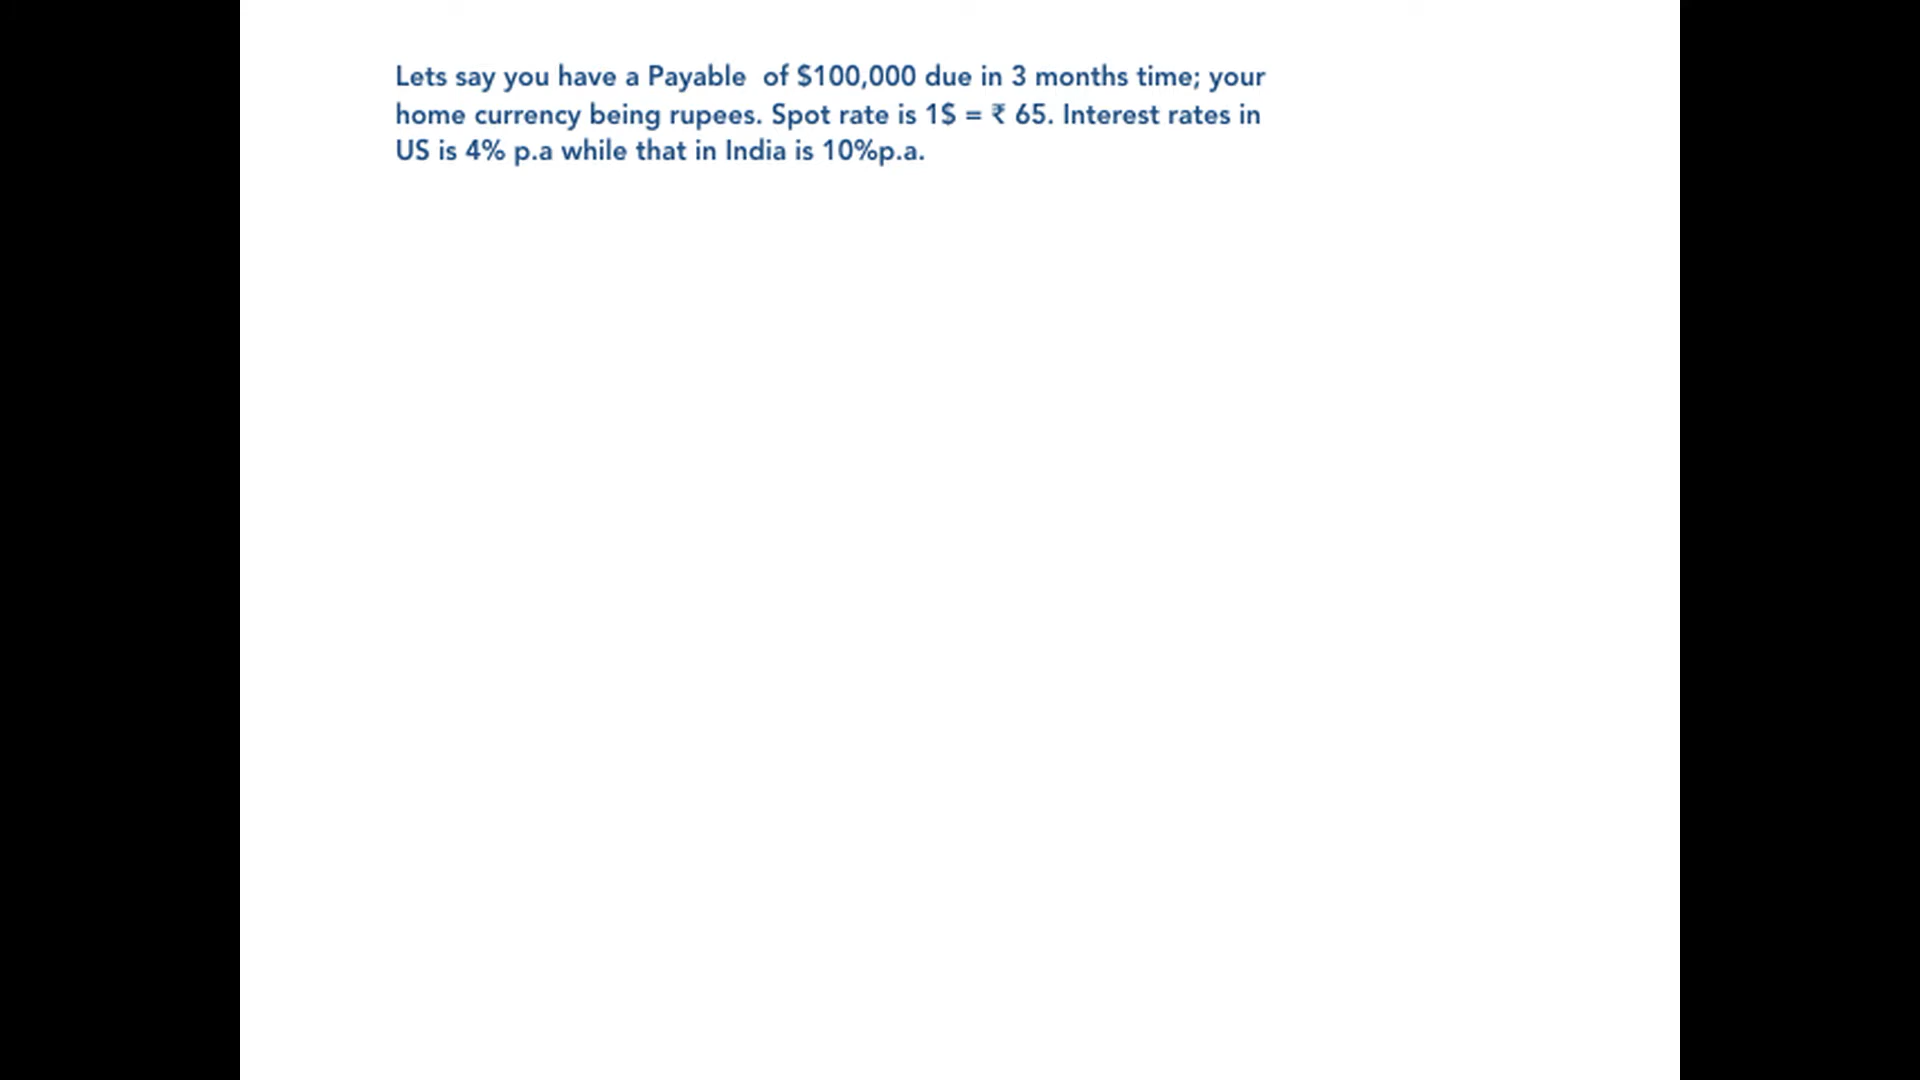 Lets say you have a Payable  of $100,000 due in 3 months time; your
home currency being rupees. Spot rate is 1$ = ₹ 65. Interest rates in
US is 4% p.a while that in India is 10%p.a.